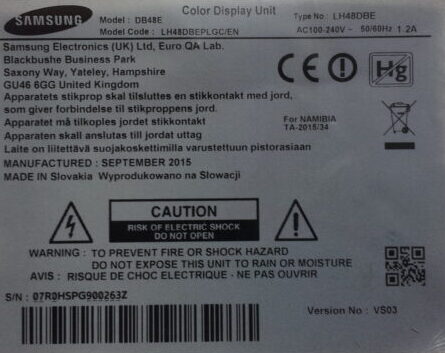 Color Display Unit
SAMSUNG
Model : DB48E
Type No : LH48DBE
Model Code : LH48DBEPLGC/EN
AC100-240V~ 50/60Hz 1.2A
Samsung Electronics (UK) Ltd, Euro QA Lab.
Blackbushe Business Park
Saxony Way, Yateley, Hampshire
GU46 6GG United Kingdom
CE
Hg
Apparatets stikprop skal tilsluttes en stikkontakt med jord,
som giver forbindelse til stikproppens jord.
Apparatet må tilkoples jordet stikkontakt
Apparaten skall anslutas till jordat uttag
Laite on liitettävä suojakoskettimilla varustettuun pistorasiaan
For NAMIBIA
TA-2015/34
MANUFACTURED : SEPTEMBER 2015
MADE IN Slovakia Wyprodukowano na Slowacji
CAUTION
RISK OF ELECTRIC SHOCK
DO NOT OPEN
WARNING : TO PREVENT FIRE OR SHOCK HAZARD
DO NOT EXPOSE THIS UNIT TO RAIN OR MOISTURE
AVIS : RISQUE DE CHOC ELECTRIQUE - NE PAS OUVRIR
S/N : 07R0HSPG900263Z
Version No : VS03